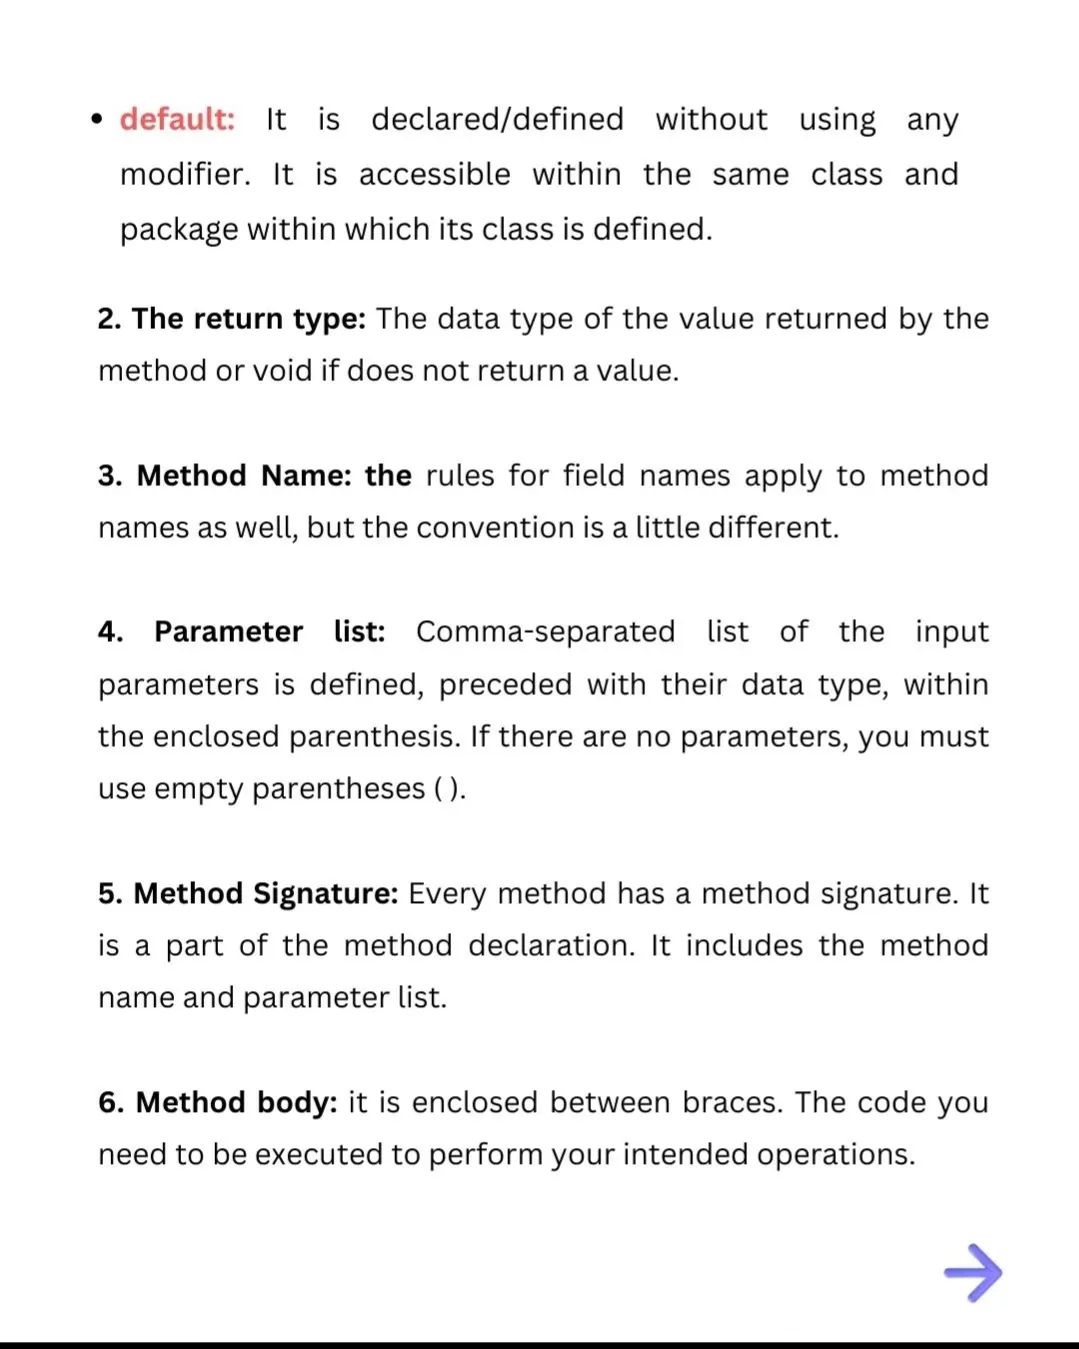 • default: It is declared/defined without using any
modifier. It is accessible within the same class and
package within which its class is defined.
2. The return type: The data type of the value returned by the
method or void if does not return a value.
3. Method Name: the rules for field names apply to method
names as well, but the convention is a little different.
4. Parameter list: Comma-separated list of the input
parameters is defined, preceded with their data type, within
the enclosed parenthesis. If there are no parameters, you must
use empty parentheses ( ).
5. Method Signature: Every method has a method signature. It
is a part of the method declaration. It includes the method
name and parameter list.
6. Method body: it is enclosed between braces. The code you
need to be executed to perform your intended operations.